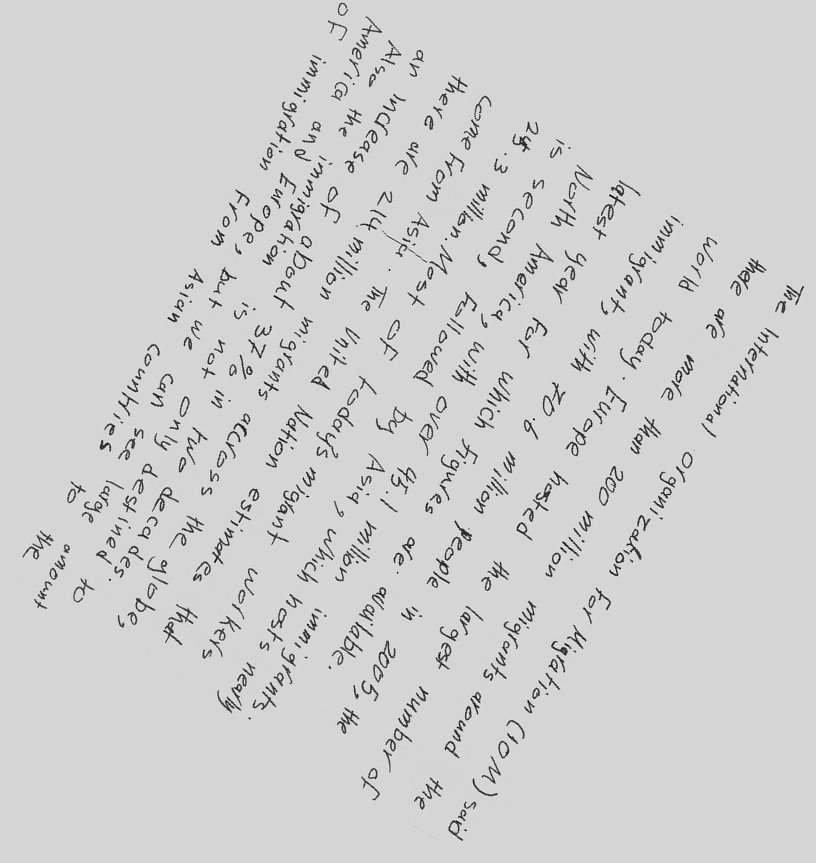 The International Organization for Migration (IOM) said
there are more than 200 million migrants around the
world today. Europe hosted the largest number of
immigrants, with 70.6 million people in 2005, the
latest year for which figures are available.
North America, with over 45.1 million immigrants.
is second, followed by Asia, which hosts nearly
24.3 million. Most of today's migrant workers
come from Asia. The United Nation estimates that
there are 214 million migrants across the globe,
an increase of about 37% in two decades.
Also the immigration is not only destined to
America and Europe, but we can see large amount
of immigration from Asian countries to the